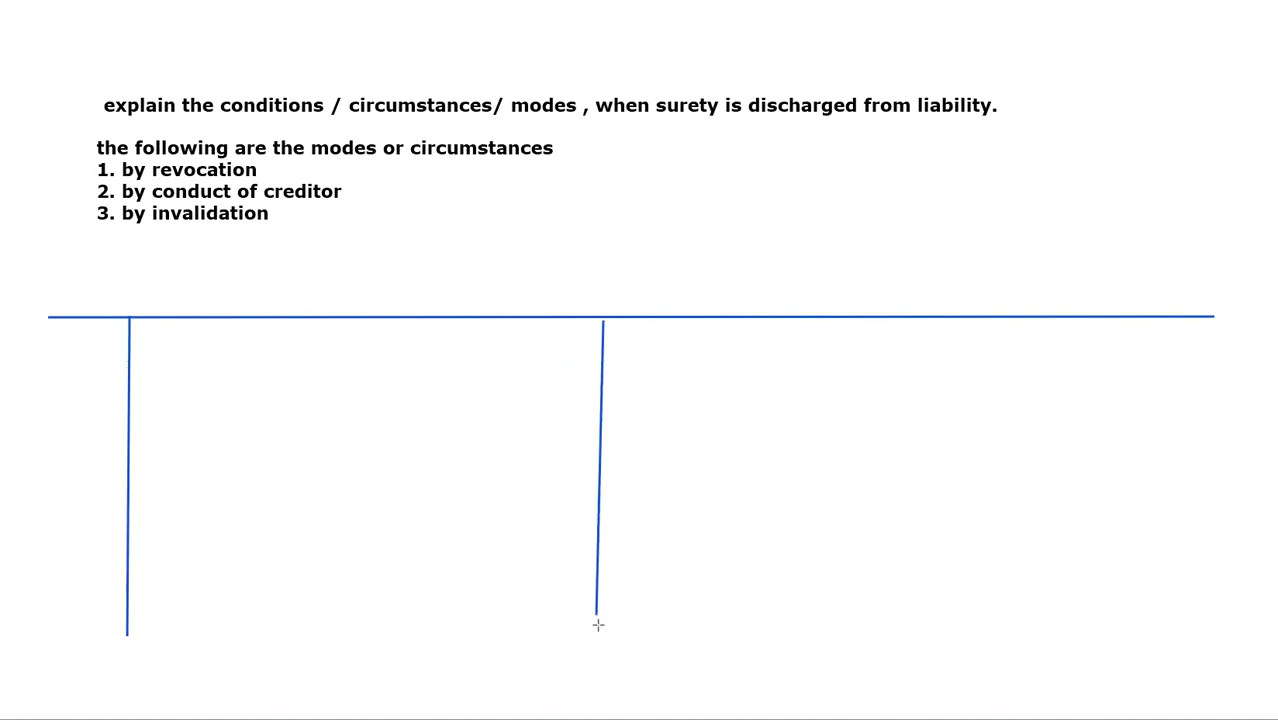 explain the conditions / circumstances/ modes , when surety is discharged from liability.
the following are the modes or circumstances
1. by revocation
2. by conduct of creditor
3. by invalidation